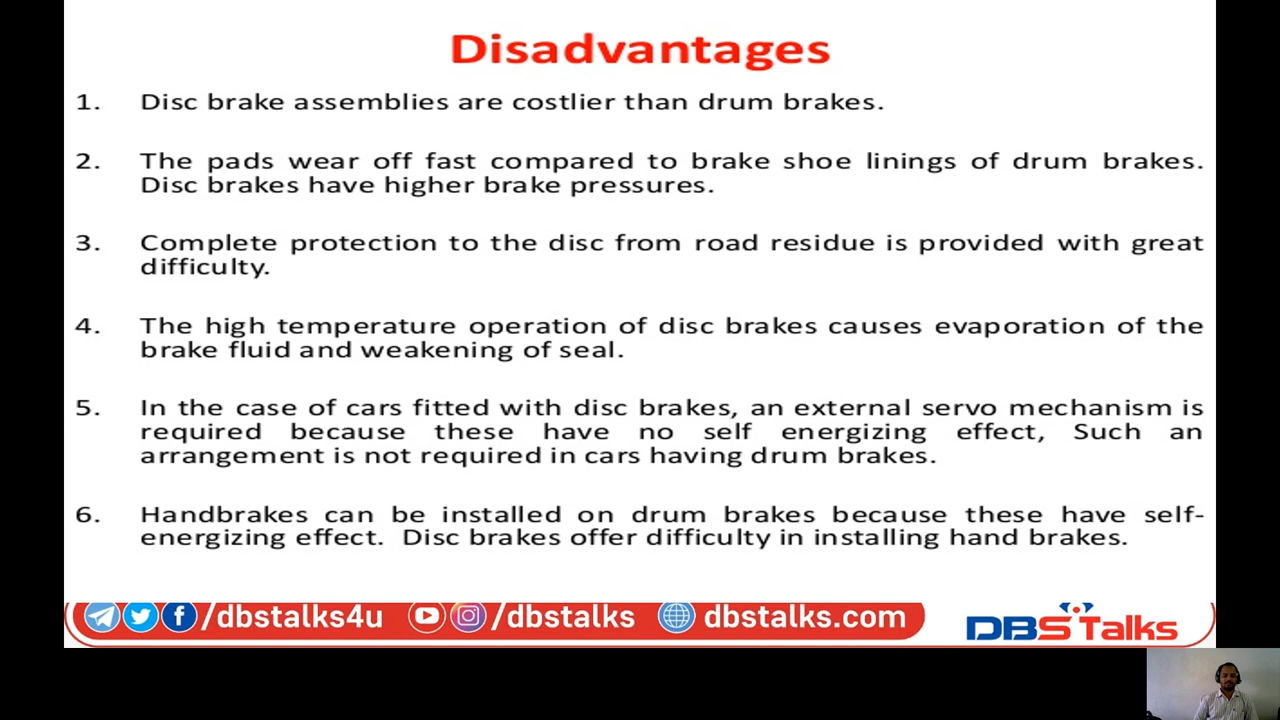 Disadvantages
1. Disc brake assemblies are costlier than drum brakes.
2. The pads wear off fast compared to brake shoe linings of drum brakes.
Disc brakes have higher brake pressures.
3. Complete protection to the disc from road residue is provided with great
difficulty.
4. The high temperature operation of disc brakes causes evaporation of the
brake fluid and weakening of seal.
5. In the case of cars fitted with disc brakes, an external servo mechanism is
required because these have no self energizing effect, Such an
arrangement is not required in cars having drum brakes.
6. Handbrakes can be installed on drum brakes because these have self-
energizing effect. Disc brakes offer difficulty in installing hand brakes.
/dbstalks4u /dbstalks dbstalks.com
DBS Talks